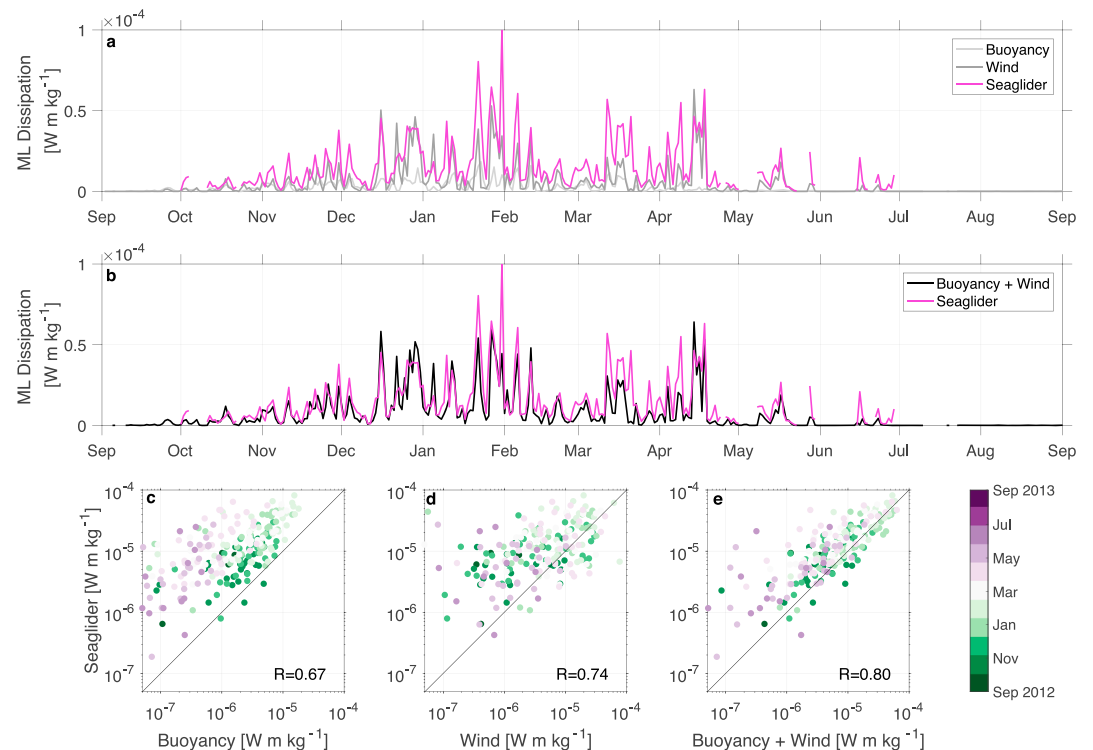 ×10⁻⁴
1
a
Buoyancy
Wind
Seaglider
ML Dissipation
[W m kg⁻¹]
0.5
0
Sep Oct Nov Dec Jan Feb Mar Apr May Jun Jul Aug Sep
×10⁻⁴
1
b
Buoyancy + Wind
Seaglider
ML Dissipation
[W m kg⁻¹]
0.5
0
Sep Oct Nov Dec Jan Feb Mar Apr May Jun Jul Aug Sep
Seaglider [W m kg⁻¹]
10⁻⁴
10⁻⁵
10⁻⁶
10⁻⁷
c
R=0.67
10⁻⁷ 10⁻⁶ 10⁻⁵ 10⁻⁴
Buoyancy [W m kg⁻¹]
10⁻⁴
10⁻⁵
10⁻⁶
10⁻⁷
d
R=0.74
10⁻⁷ 10⁻⁶ 10⁻⁵ 10⁻⁴
Wind [W m kg⁻¹]
10⁻⁴
10⁻⁵
10⁻⁶
10⁻⁷
e
R=0.80
10⁻⁷ 10⁻⁶ 10⁻⁵ 10⁻⁴
Buoyancy + Wind [W m kg⁻¹]
Sep 2013
Jul
May
Mar
Jan
Nov
Sep 2012